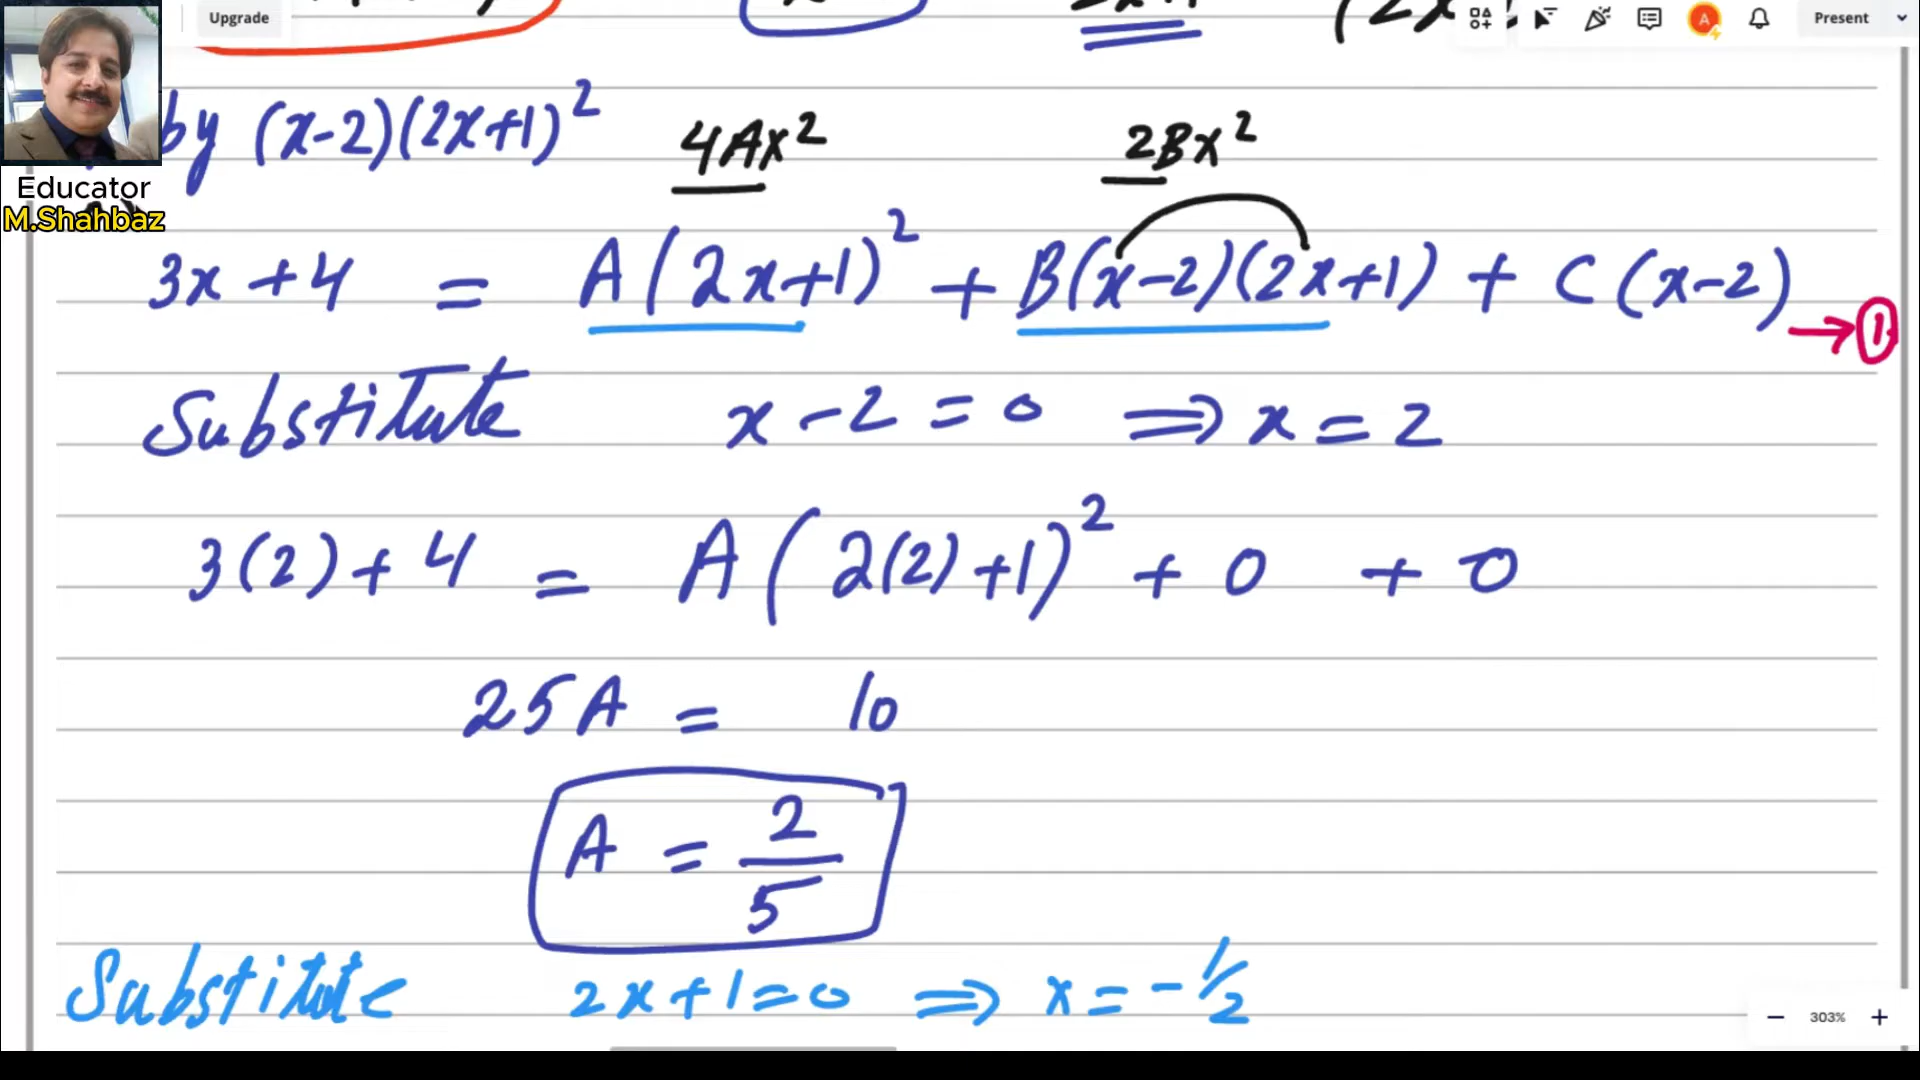 Upgrade
Present
by (x-2)(2x+1)²
4Ax²
2Bx²
Educator
M.Shahbaz
3x+4 = A(2x+1)² + B(x-2)(2x+1) + C(x-2) → ①
Substitute x-2=0 ⇒ x=2
3(2)+4 = A(2(2)+1)² + 0 + 0
25A = 10
A = 2/5
Substitute 2x+1=0 ⇒ x=-1/2
303%